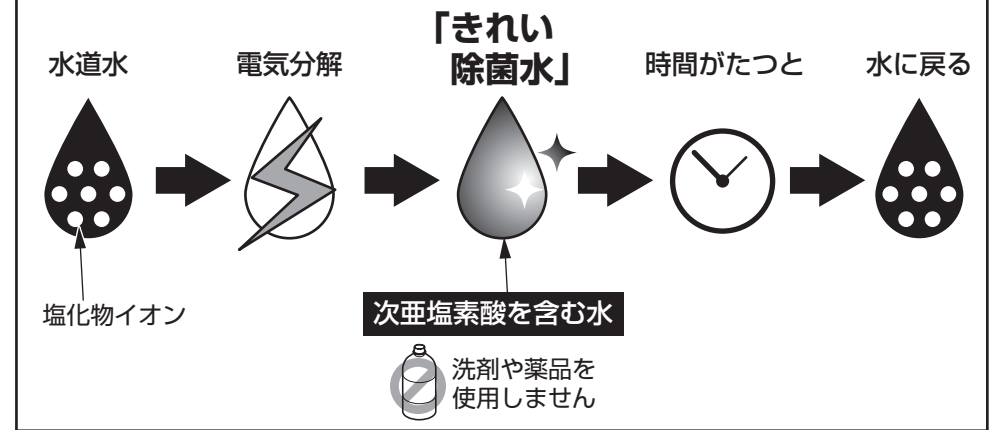 水道水
電気分解
「きれい
除菌水」
時間がたつと
水に戻る
塩化物イオン
次亜塩素酸を含む水
洗剤や薬品を
使用しません